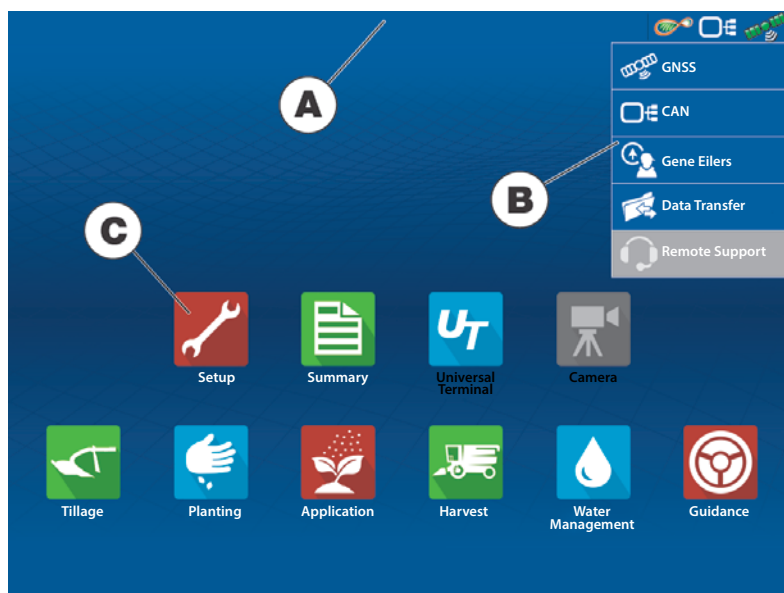 A
GNSS
CAN
Gene Eilers
B
Data Transfer
C
Remote Support
UT
Setup
Summary
Universal
Terminal
Camera
Tillage
Planting
Application
Harvest
Water
Management
Guidance